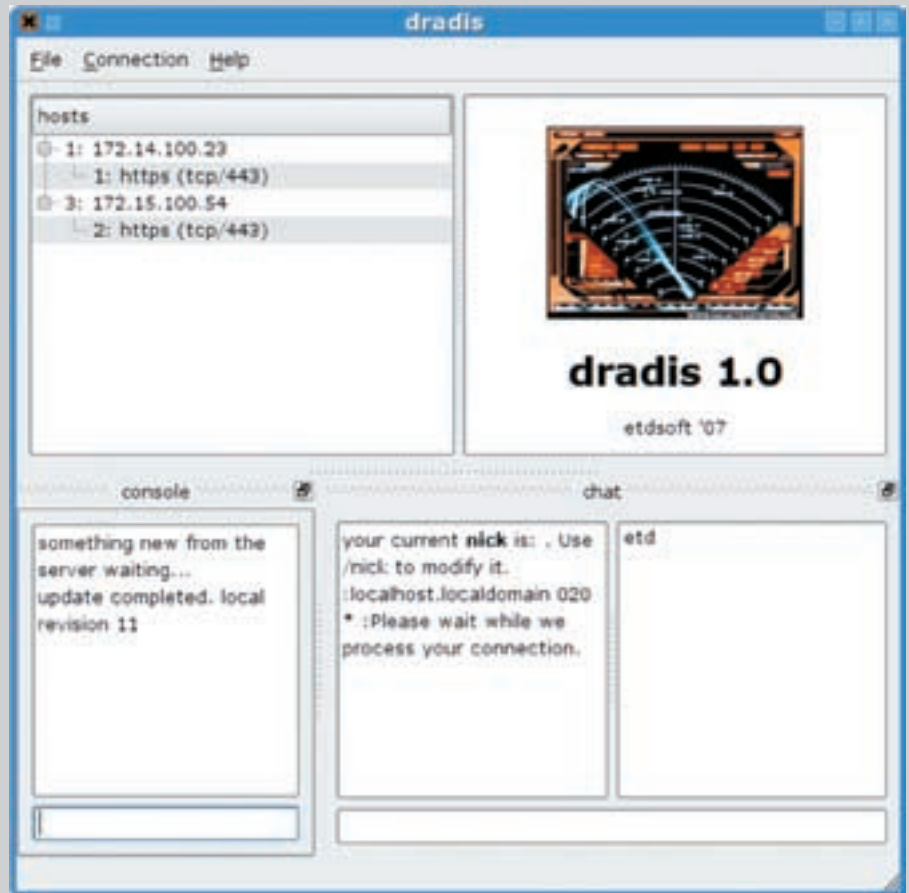 dradis
File Connection Help
hosts
1: 172.14.100.23
1: https (tcp/443)
3: 172.15.100.54
2: https (tcp/443)
dradis 1.0
etdsoft '07
console
something new from the
server waiting...
update completed. local
revision 11
chat
your current nick is: . Use
/nick to modify it.
:localhost.localdomain 020
* :Please wait while we
process your connection.
etd